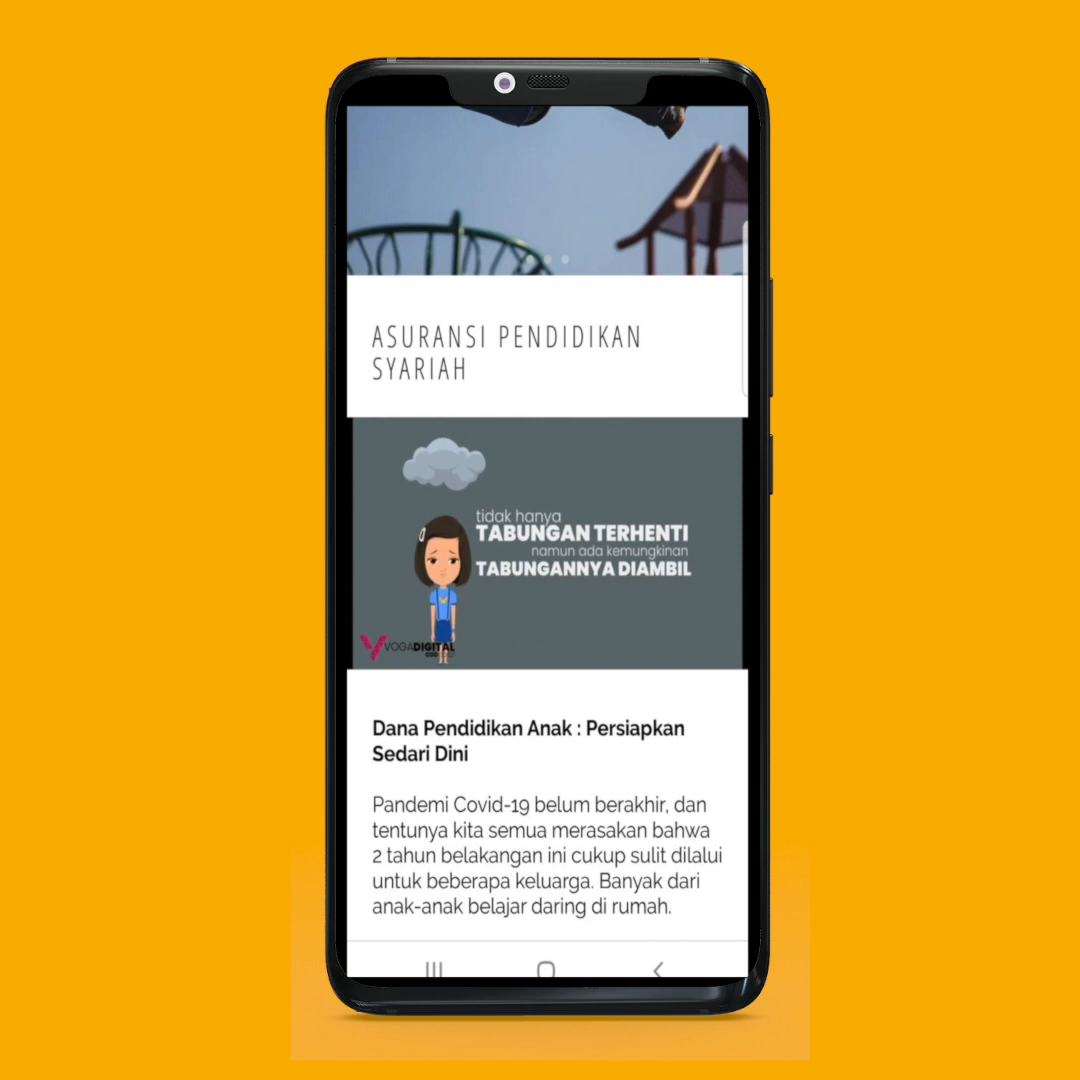 ASURANSI PENDIDIKAN
SYARIAH
tidak hanya
TABUNGAN TERHENTI
namun ada kemungkinan
TABUNGANNYA DIAMBIL
VOGADIGITAL
Dana Pendidikan Anak : Persiapkan
Sedari Dini
Pandemi Covid-19 belum berakhir, dan
tentunya kita semua merasakan bahwa
2 tahun belakangan ini cukup sulit dilalui
untuk beberapa keluarga. Banyak dari
anak-anak belajar daring di rumah.